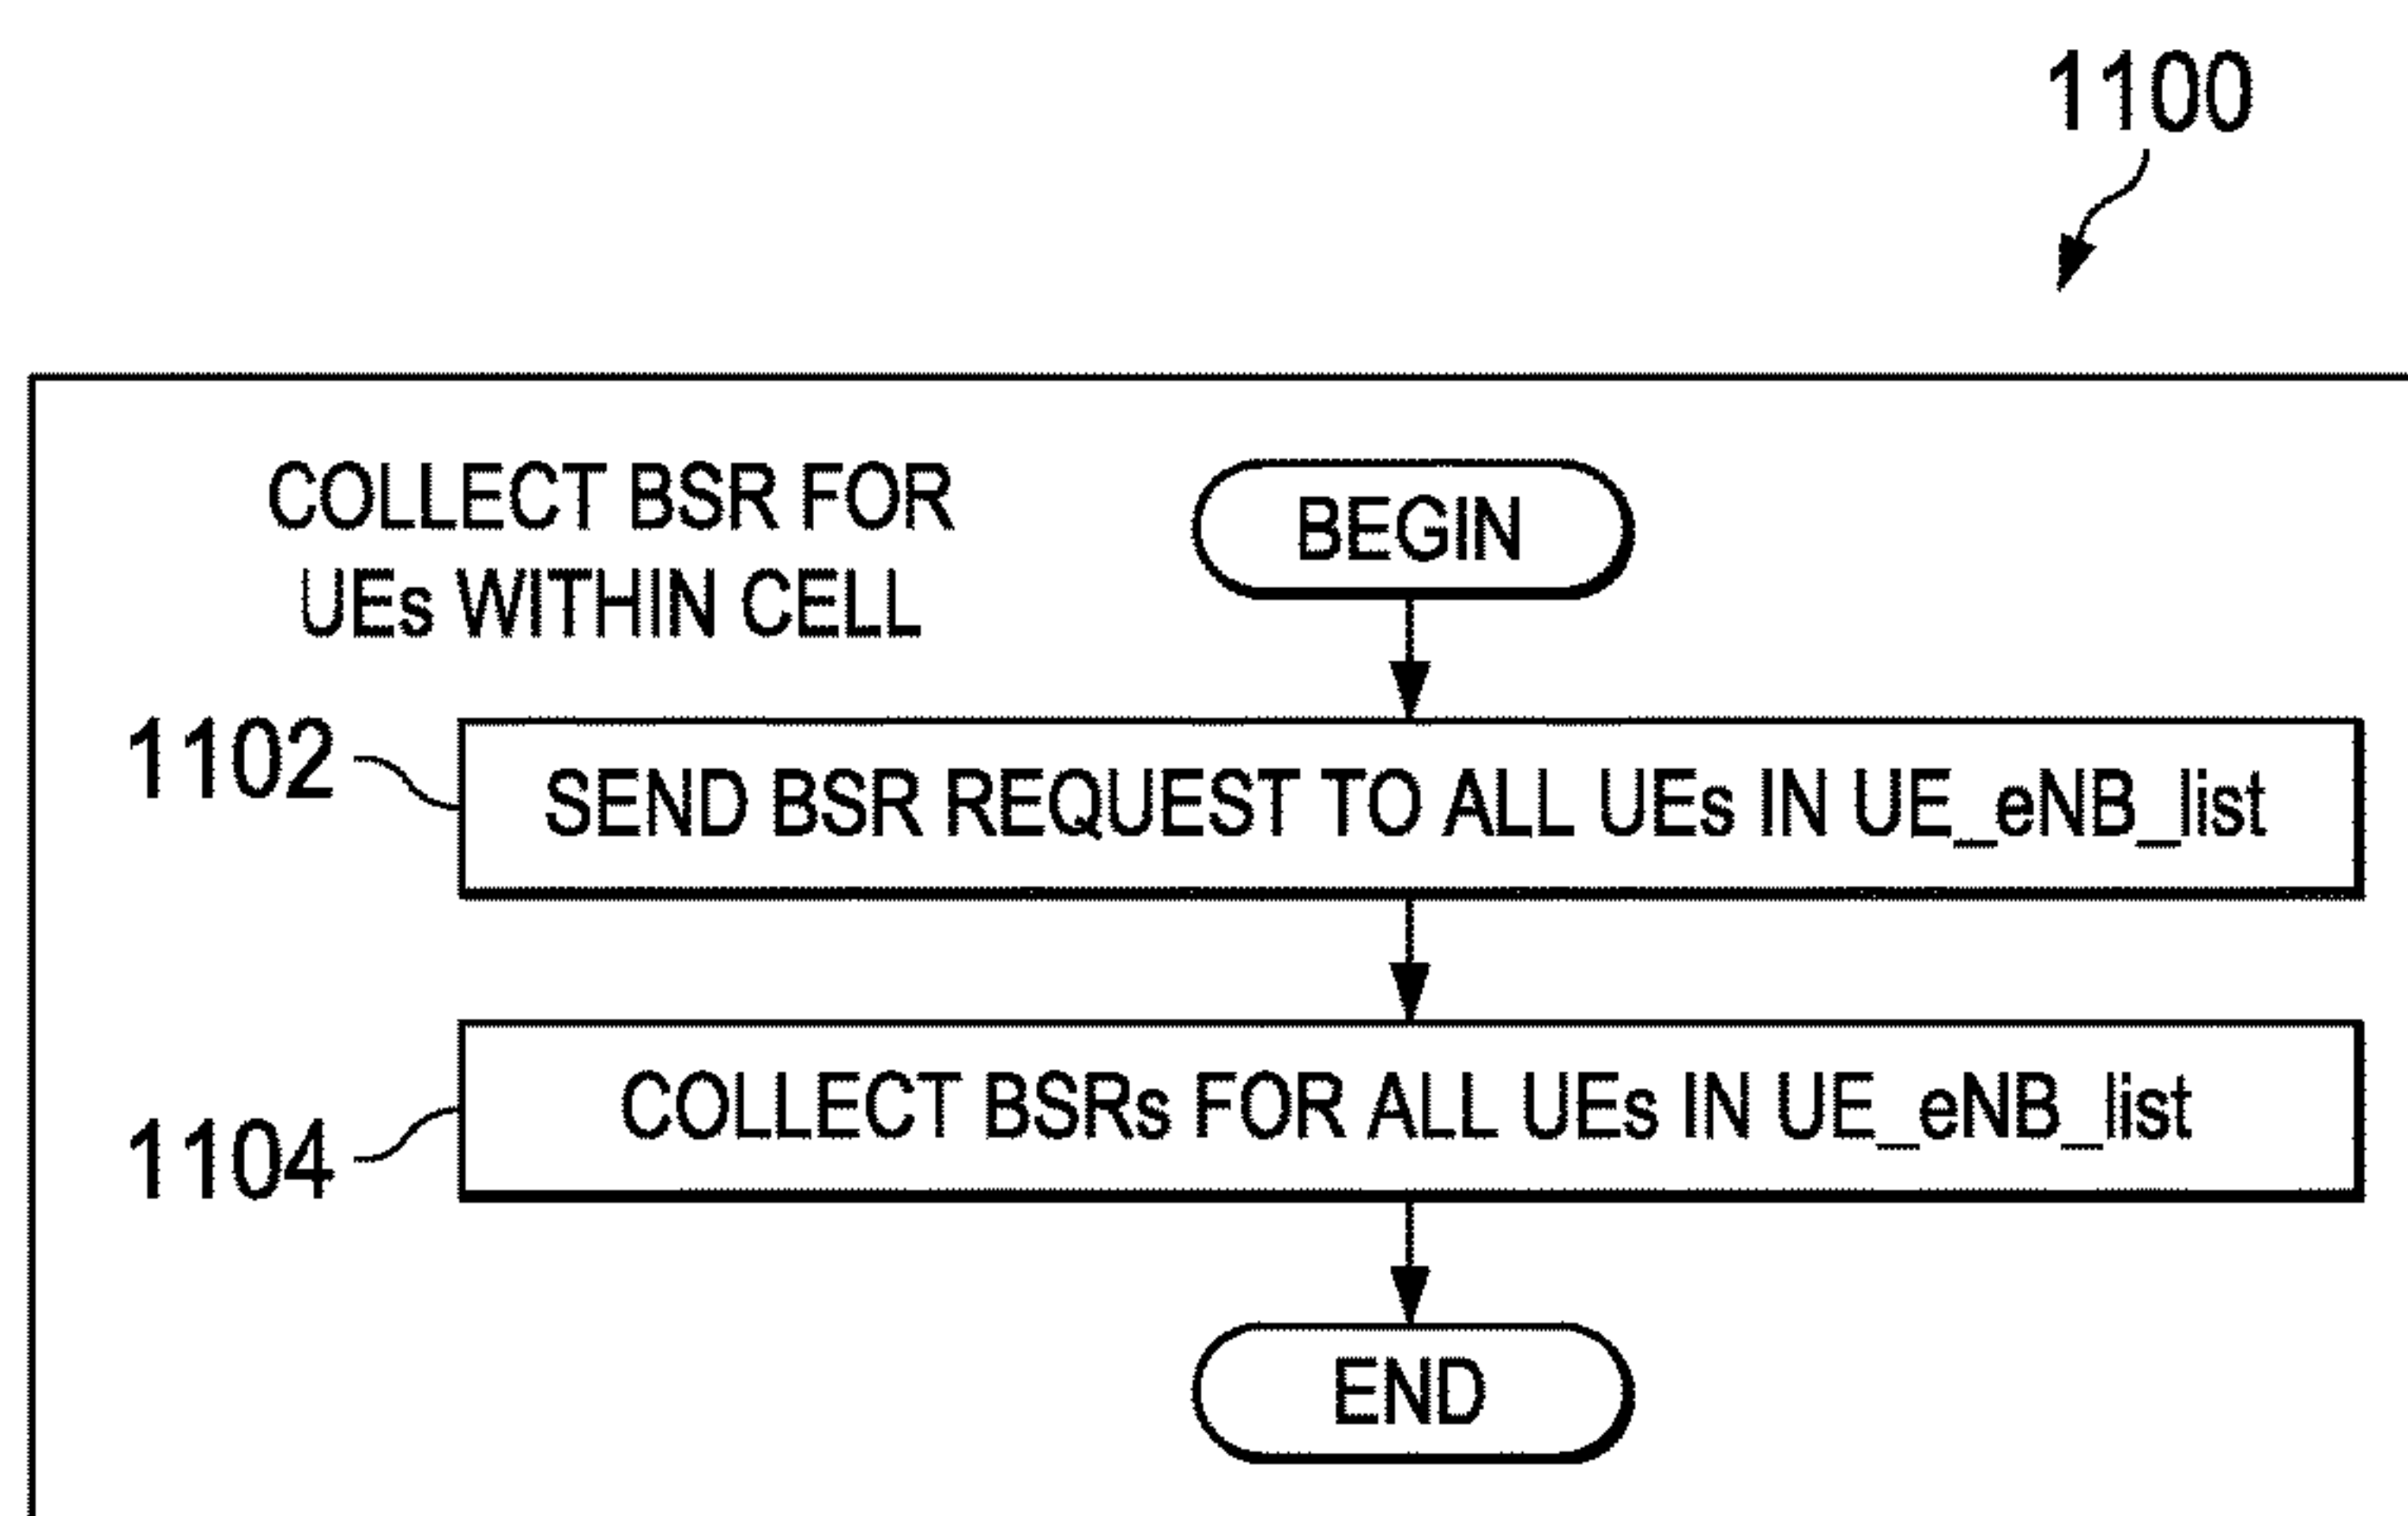 1100
COLLECT BSR FOR
UEs WITHIN CELL
BEGIN
1102
SEND BSR REQUEST TO ALL UEs IN UE_eNB_list
COLLECT BSRs FOR ALL UEs IN UE_eNB_list
1104
END